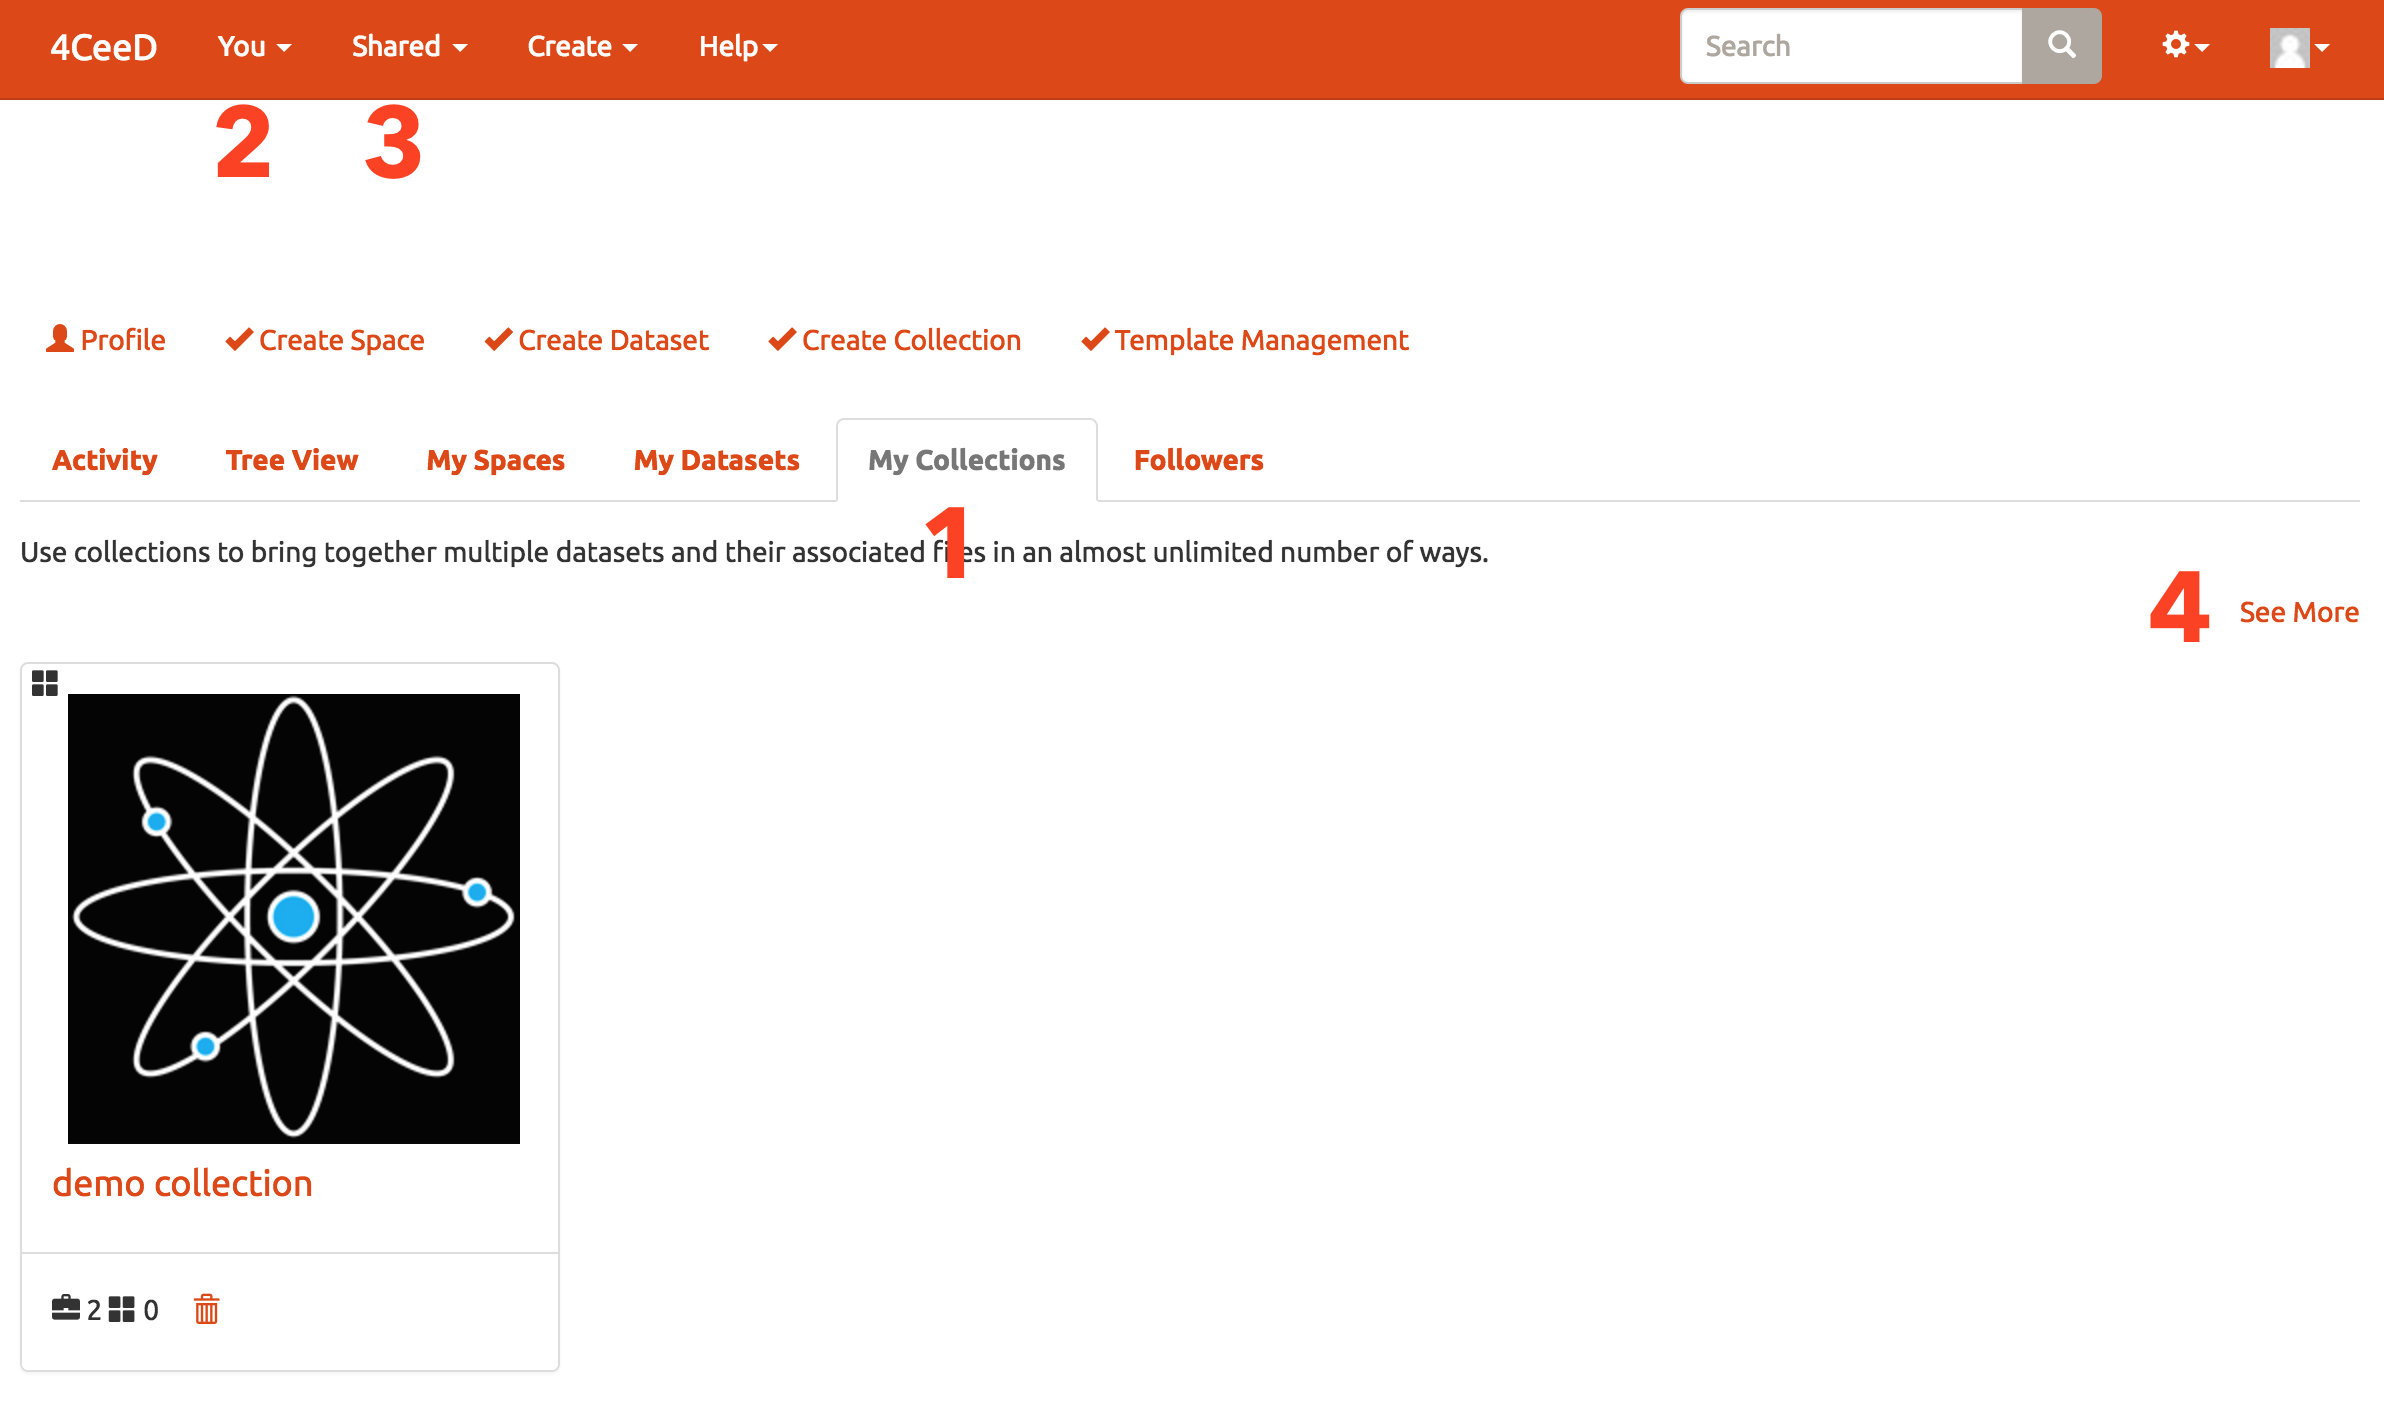 4CeeD You Shared Create Help Search
2 3
Profile Create Space Create Dataset Create Collection Template Management
Activity Tree View My Spaces My Datasets My Collections Followers
1
Use collections to bring together multiple datasets and their associated files in an almost unlimited number of ways.
4 See More
demo collection
2 0